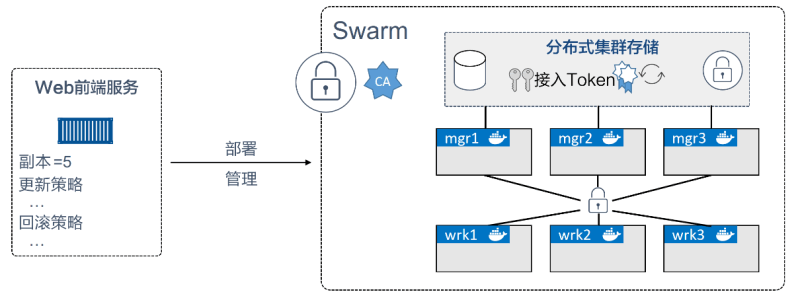 Swarm
CA
分布式集群存储
接入Token
Web前端服务
副本=5
更新策略
...
回滚策略
...
部署
管理
mgr1
mgr2
mgr3
wrk1
wrk2
wrk3